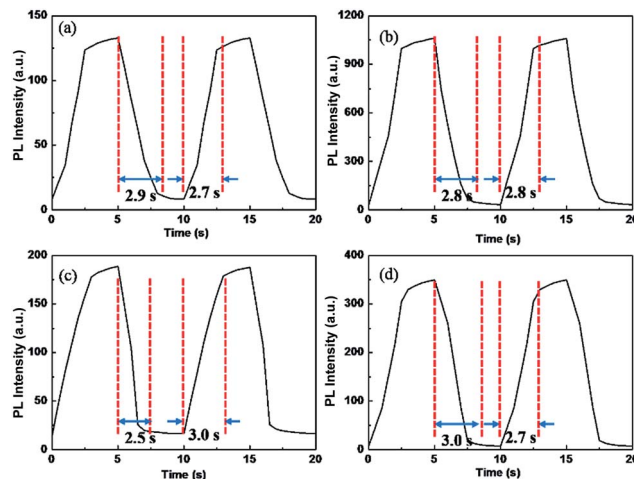 (a)
PL Intensity (a.u.)
150
100
50
0
2.9 s
2.7 s
0 5 10 15 20
Time (s)
(b)
PL Intensity (a.u.)
1200
900
600
300
0
2.8 s
2.8 s
0 5 10 15 20
Time (s)
(c)
PL Intensity (a.u.)
200
150
100
50
0
2.5 s
3.0 s
0 5 10 15 20
Time (s)
(d)
PL Intensity (a.u.)
400
300
200
100
0
3.0 s
2.7 s
0 5 10 15 20
Time (s)